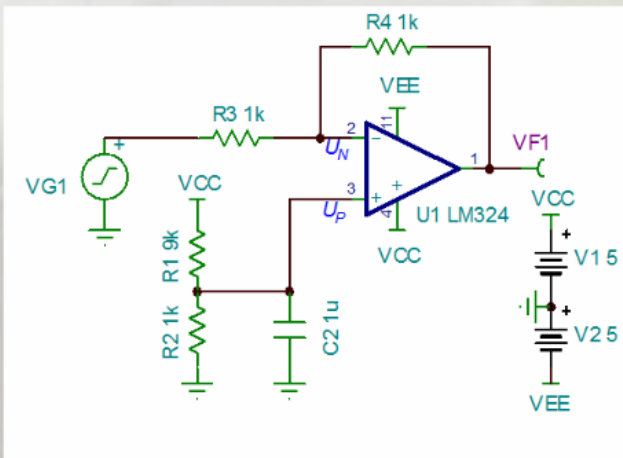 R4 1k
VEE
R3 1k
11
2
−
U_N
+
1
VF1
VG1
VCC
3
+
+
U_P
4
U1 LM324
VCC
VCC
R1 9k
+
V1 5
R2 1k
C2 1u
+
V2 5
VEE